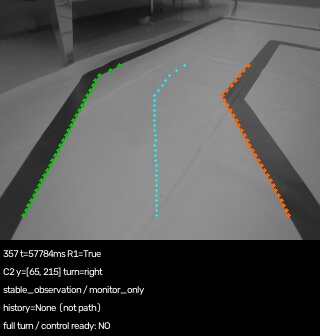 357 t=57784ms R1=True
C2 y=[65, 215] turn=right
stable_observation / monitor_only
history=None (not path)
full turn / control ready: NO